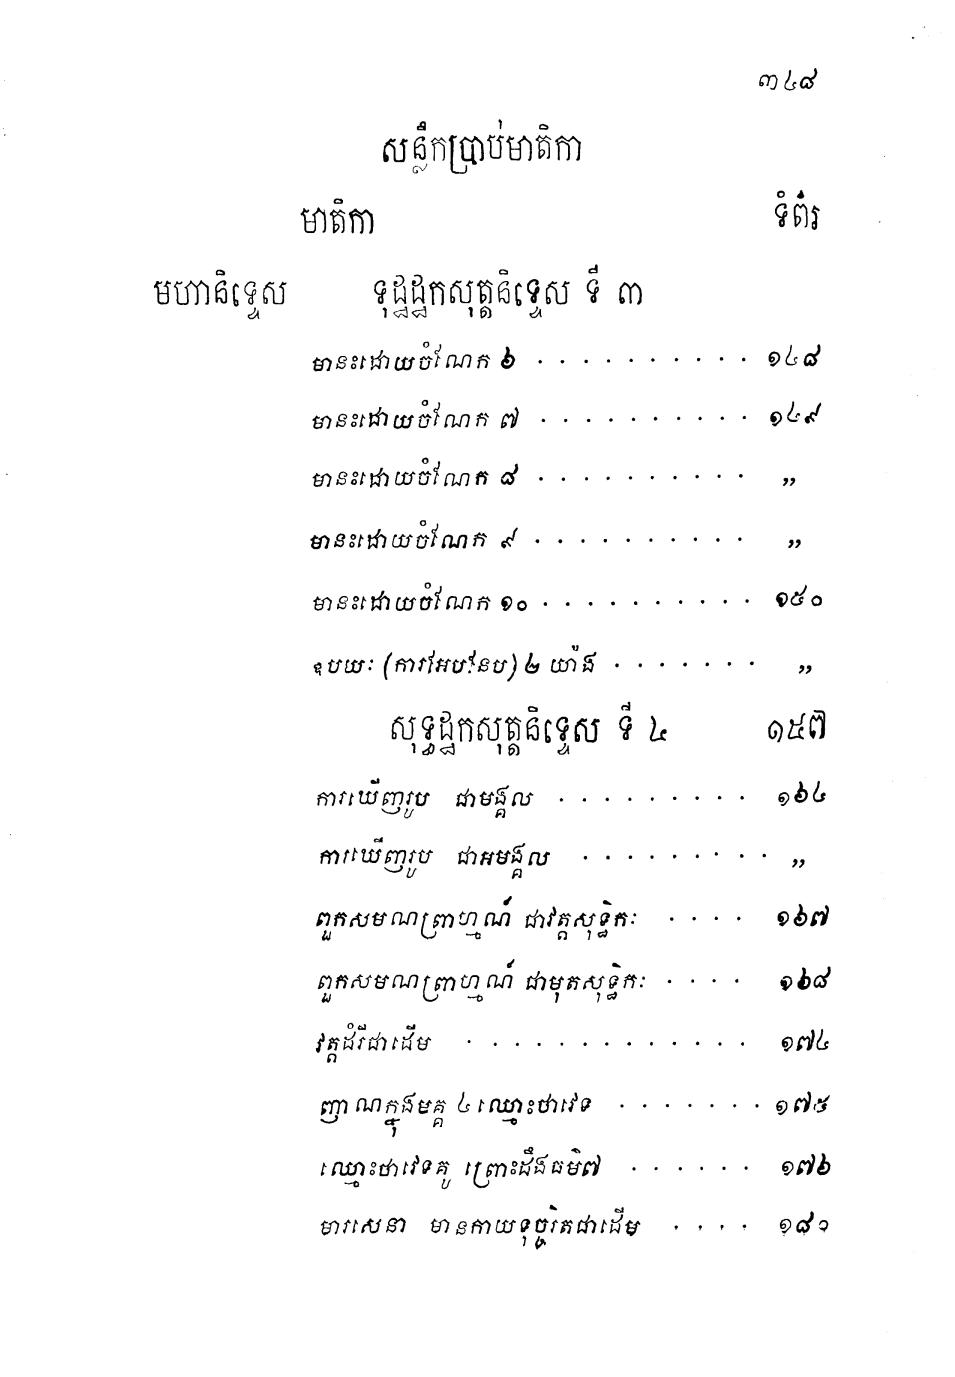 ៣៤៨
សន្លឹកប្រាប់មាតិកា
មាតិកា ទំព័រ
មហានិទ្ទេស ទុដ្ឋដ្ឋកសុត្តនិទ្ទេស ទី ៣
មានះដោយចំណែក ៦ . . . . . . . . . . ១៤៨
មានះដោយចំណែក ៧ . . . . . . . . . . ១៤៩
មានះដោយចំណែក ៨ . . . . . . . . . . ,,
មានះដោយចំណែក ៩ . . . . . . . . . . ,,
មានះដោយចំណែក ១០ . . . . . . . . . . ១៥០
ឧបយៈ (ការអែបនែប) ២ យ៉ាង . . . . . . . ,,
សុទ្ធដ្ឋកសុត្តនិទ្ទេស ទី ៤ ១៥៣
ការឃើញរូប ជាមង្គល . . . . . . . . . ១៦៤
ការឃើញរូប ជាអមង្គល . . . . . . . . . ,,
ពួកសមណព្រាហ្មណ៍ ជាវត្តសុទ្ធិកៈ . . . . ១៦៧
ពួកសមណព្រាហ្មណ៍ ជាមុតសុទ្ធិកៈ . . . . ១៦៨
វត្តដំរីជាដើម . . . . . . . . . . . . . ១៧៤
ញាណក្នុងមគ្គ ៤ ឈ្មោះថាវេទ . . . . . . . ១៧៥
ឈ្មោះថាវេទគូ ព្រោះដឹងធម៌៧ . . . . . . ១៧៦
មារសេនា មានកាយទុច្ចរិតជាដើម . . . . ១៨១